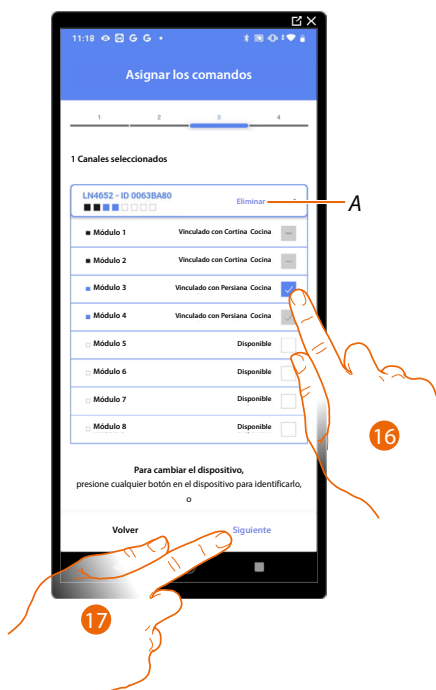 11:18 G G
Asignar los comandos
1 2 3 4
1 Canales seleccionados
LN4652 - ID 0063BA80
Eliminar
A
Módulo 1 Vinculado con Cortina Cocina
Módulo 2 Vinculado con Cortina Cocina
Módulo 3 Vinculado con Persiana Cocina
Módulo 4 Vinculado con Persiana Cocina
Módulo 5 Disponible
Módulo 6 Disponible
Módulo 7 Disponible
Módulo 8 Disponible
16
Para cambiar el dispositivo,
presione cualquier botón en el dispositivo para identificarlo,
o
Volver Siguiente
17